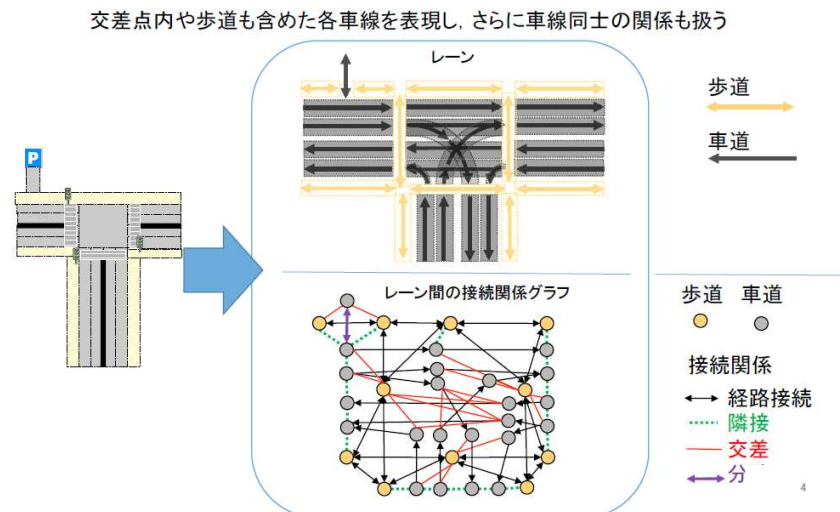 交差点内や歩道も含めた各車線を表現し，さらに車線同士の関係も扱う
レーン
歩道
車道
P
レーン間の接続関係グラフ
歩道 車道
接続関係
経路接続
隣接
交差
分
4